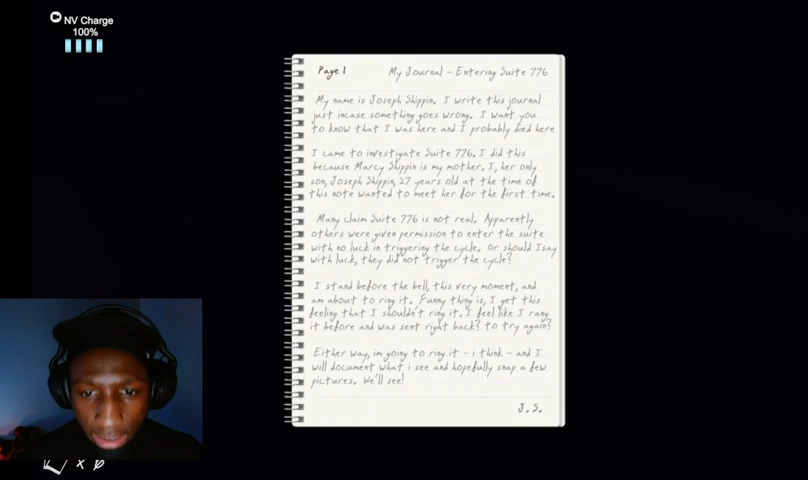 NV Charge
100%
Page 1
My Journal - Entering Suite 776
My name is Joseph Shippin. I write this journal
just incase something goes wrong. I want you
to know that I was here and I probably died here
I came to investigate Suite 776. I did this
because Marcy Shippin is my mother. I, her only
son, Joseph Shippin, 27 years old at the time of
this note wanted to meet her for the first time.
Many claim Suite 776 is not real. Apparently
others were given permission to enter the suite
with no luck in triggering the cycle. Or should I say
with luck, they did not trigger the cycle?
I stand before the bell, this very moment, and
am about to ring it. Funny thing is, I get this
feeling that I shouldn't ring it. I feel like I rang
it before and was sent right back? to try again?
Either way, im going to ring it - i think - and I
will document what i see and hopefully snap a few
pictures. We'll see!
J. S.
x 0